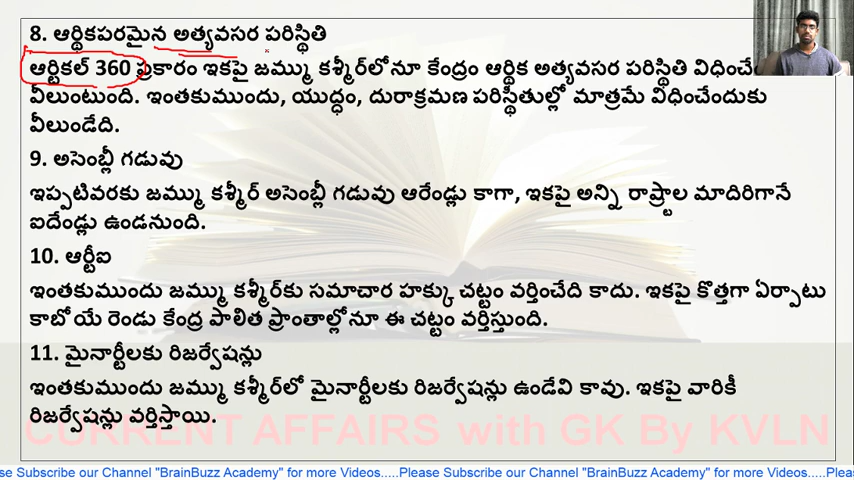 8. ఆర్థికపరమైన అత్యవసర పరిస్థితి
ఆర్టికల్ 360 ప్రకారం ఇకపై జమ్ము కశ్మీర్‌లోనూ కేంద్రం ఆర్థిక అత్యవసర పరిస్థితి
వీలుంటుంది. ఇంతకుముందు, యుద్ధం, దురాక్రమణ పరిస్థితుల్లో మాత్రమే విధించేందుకు
వీలుండేది.
9. అసెంబ్లీ గడువు
ఇప్పటివరకు జమ్ము కశ్మీర్ అసెంబ్లీ గడువు ఆరేండ్లు కాగా, ఇకపై అన్ని రాష్ట్రాల మాదిరిగానే
ఐదేండ్లు ఉండనుంది.
10. ఆర్టీఐ
ఇంతకుముందు జమ్ము కశ్మీర్‌కు సమాచార హక్కు చట్టం వర్తించేది కాదు. ఇకపై కొత్తగా ఏర్పాటు
కాబోయే రెండు కేంద్ర పాలిత ప్రాంతాల్లోనూ ఈ చట్టం వర్తిస్తుంది.
11. మైనార్టీలకు రిజర్వేషన్లు
ఇంతకుముందు జమ్ము కశ్మీర్‌లో మైనార్టీలకు రిజర్వేషన్లు ఉండేవి కావు. ఇకపై వారికీ
రిజర్వేషన్లు వర్తిస్తాయి.
CURRENT AFFAIRS with GK By KVLN
se Subscribe our Channel "BrainBuzz Academy" for more Videos.....Please Subscribe our Channel "BrainBuzz Academy" for more Videos.....Plea